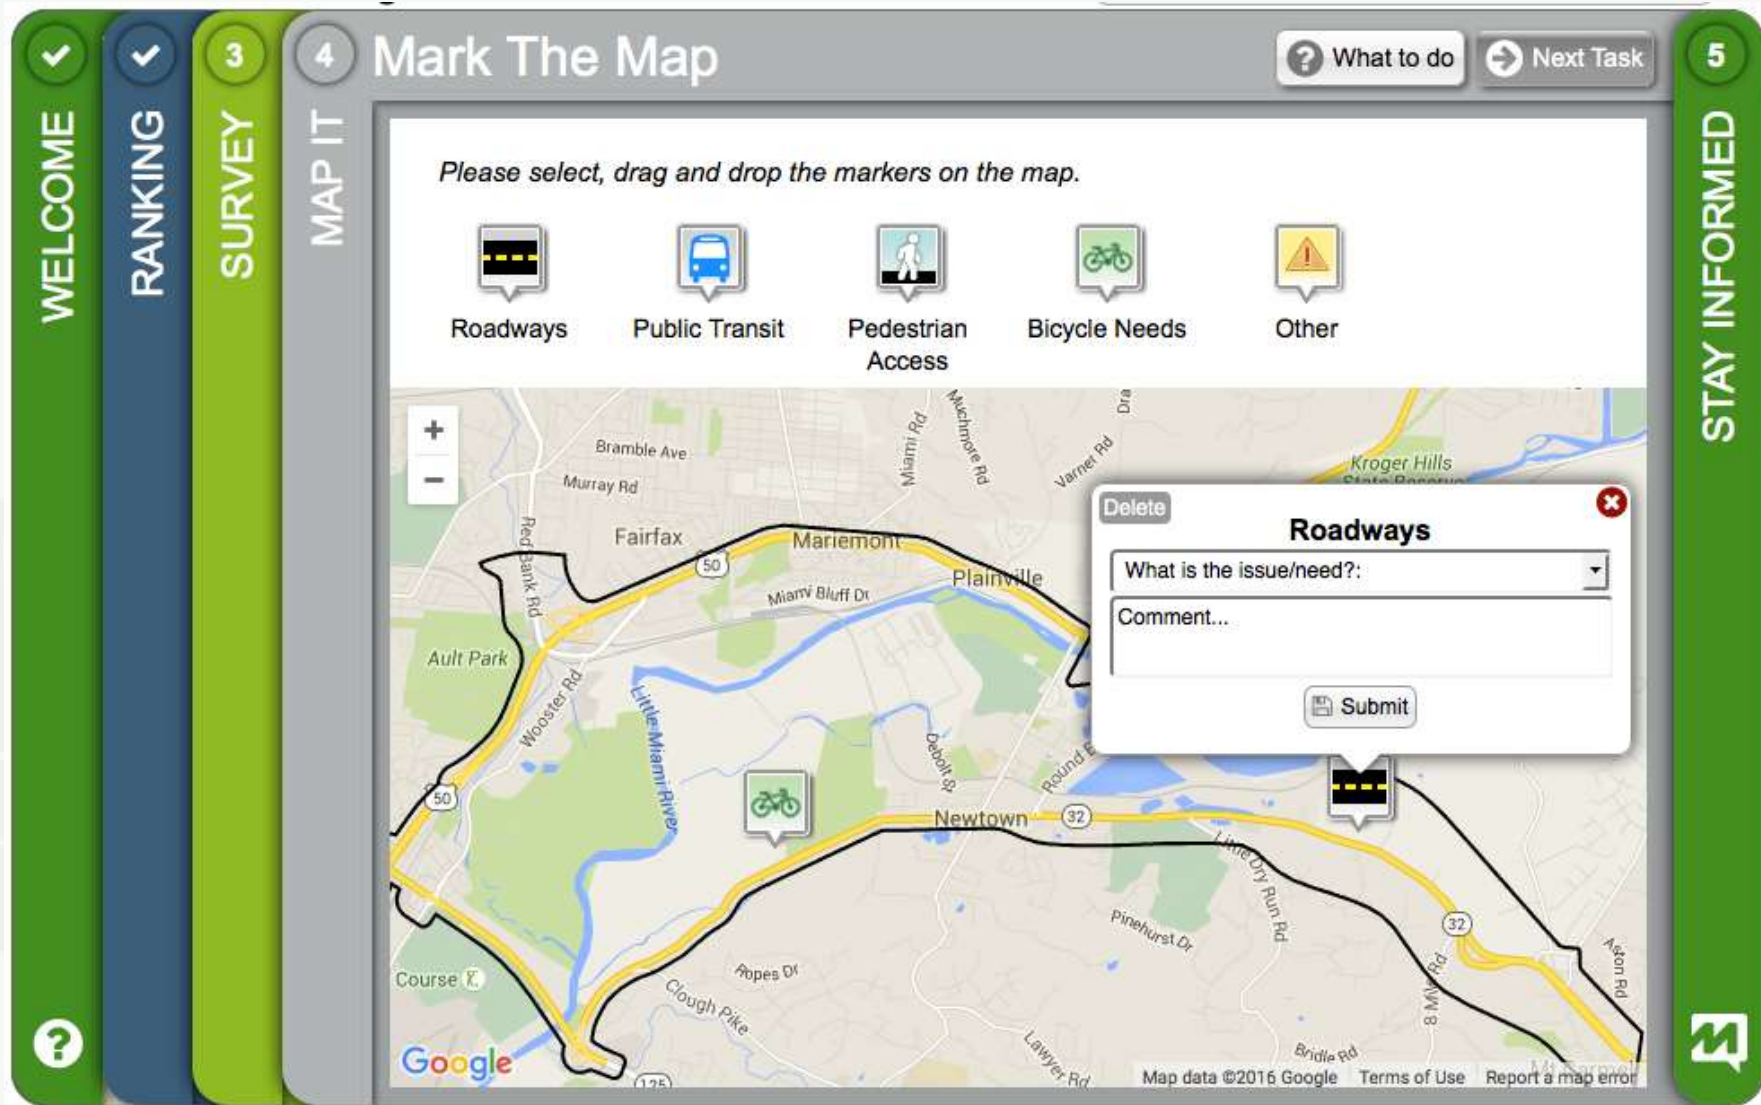 WELCOME
RANKING
3
SURVEY
4
MAP IT
Mark The Map
What to do
Next Task
5
STAY INFORMED
Please select, drag and drop the markers on the map.
Roadways
Public Transit
Pedestrian
Access
Bicycle Needs
Other
+
−
Bramble Ave
Murray Rd
Miami Rd
Muchmore Rd
Varner Rd
Dra
Kroger Hills
State Reserve
Red Bank Rd
Fairfax
50
Mariemont
Plainville
Miami Bluff Dr
Ault Park
Wooster Rd
Little Miami River
Debolt St
Round
50
Newtown
32
Little Dry Run Rd
Pinehurst Dr
32
Aston Rd
8 Mile Rd
Course
Ropes Dr
Clough Pike
Lawyer Rd
Bridle Rd
125
Delete
Roadways
What is the issue/need?:
Comment...
Submit
Google
Map data ©2016 Google
Terms of Use
Report a map error